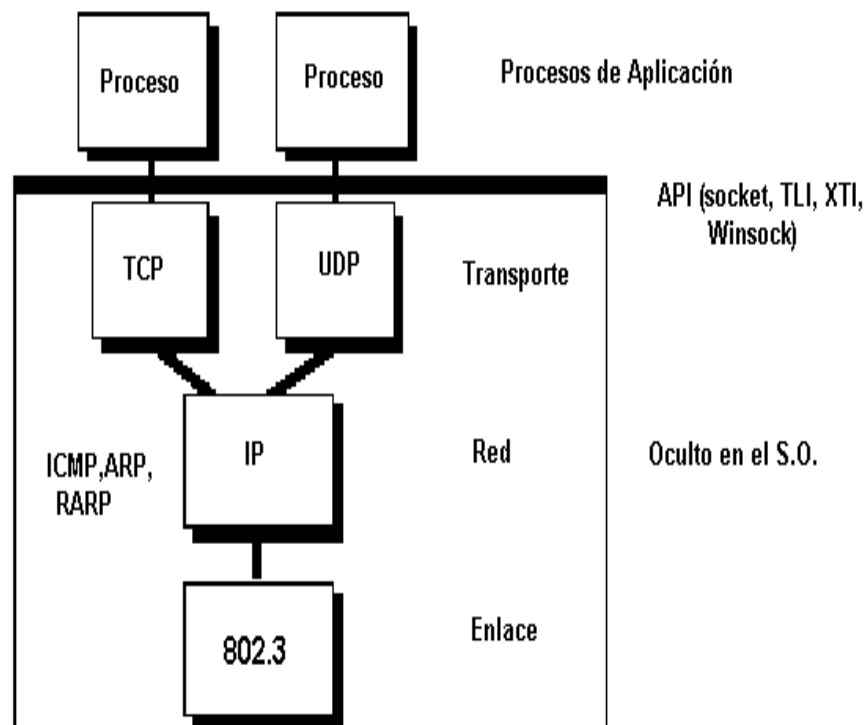 Proceso
Proceso
Procesos de Aplicación
API (socket, TLI, XTI,
Winsock)
TCP
UDP
Transporte
ICMP,ARP,
RARP
IP
Red
Oculto en el S.O.
802.3
Enlace